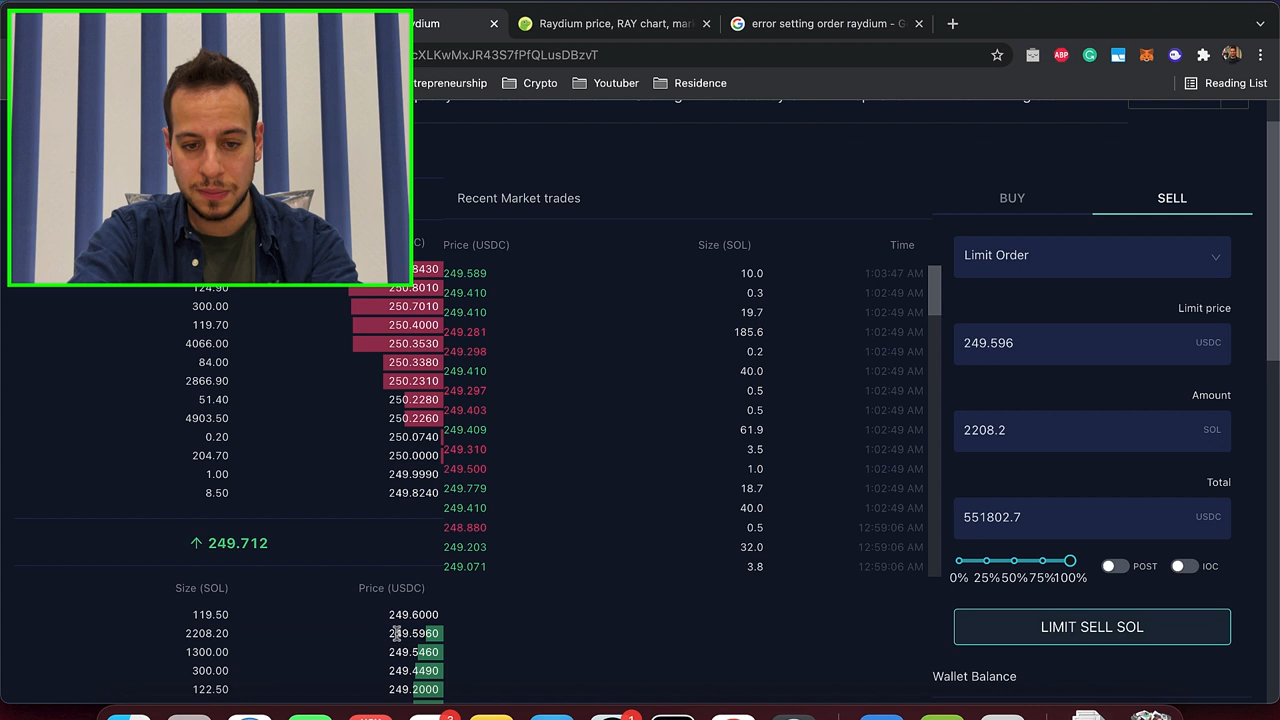 dium
Raydium price, RAY chart, mar
error setting order raydium - G
cXLKwMxJR43S7fPfQLusDBzvT
ABP
trepreneurship
Crypto
Youtuber
Residence
Reading List
Recent Market trades
BUY
SELL
C)
Price (USDC)
Size (SOL)
Time
Limit Order
Limit price
249.596 USDC
Amount
2208.2 SOL
Total
551802.7 USDC
0% 25% 50% 75% 100%
POST
IOC
LIMIT SELL SOL
Wallet Balance
.8430
124.90 250.8010
300.00 250.7010
119.70 250.4000
4066.00 250.3530
84.00 250.3380
2866.90 250.2310
51.40 250.2280
4903.50 250.2260
0.20 250.0740
204.70 250.0000
1.00 249.9990
8.50 249.8240
↑ 249.712
Size (SOL) Price (USDC)
119.50 249.6000
2208.20 249.5960
1300.00 249.5460
300.00 249.4490
122.50 249.2000
249.589 10.0 1:03:47 AM
249.410 0.3 1:02:49 AM
249.410 19.7 1:02:49 AM
249.281 185.6 1:02:49 AM
249.298 0.2 1:02:49 AM
249.410 40.0 1:02:49 AM
249.297 0.5 1:02:49 AM
249.403 0.5 1:02:49 AM
249.409 61.9 1:02:49 AM
249.310 3.5 1:02:49 AM
249.500 1.0 1:02:49 AM
249.779 18.7 1:02:49 AM
249.410 40.0 1:02:49 AM
248.880 0.5 12:59:06 AM
249.203 32.0 12:59:06 AM
249.071 3.8 12:59:06 AM